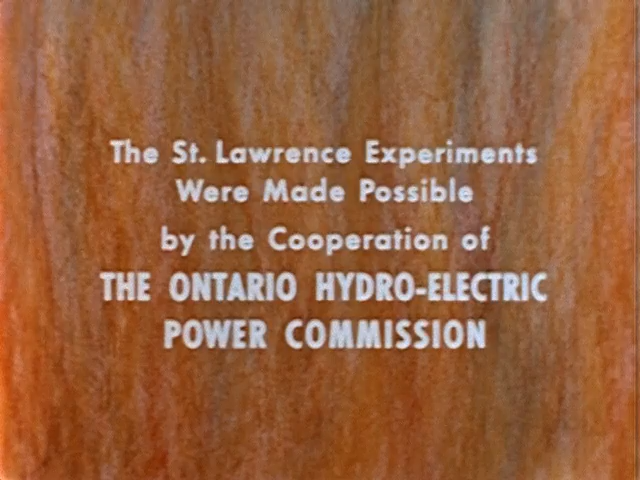 The St. Lawrence Experiments
Were Made Possible
by the Cooperation of
THE ONTARIO HYDRO-ELECTRIC
POWER COMMISSION